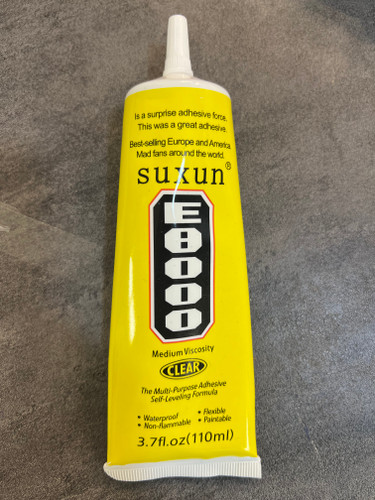 Is a surprise adhesive force.
This was a great adhesive.
Best-selling Europe and America.
Mad fans around the world.
suxun®
E8000
Medium Viscosity
CLEAR
The Multi-Purpose Adhesive
Self-Leveling Formula
• Waterproof • Flexible
• Non-flammable • Paintable
3.7fl.oz(110ml)